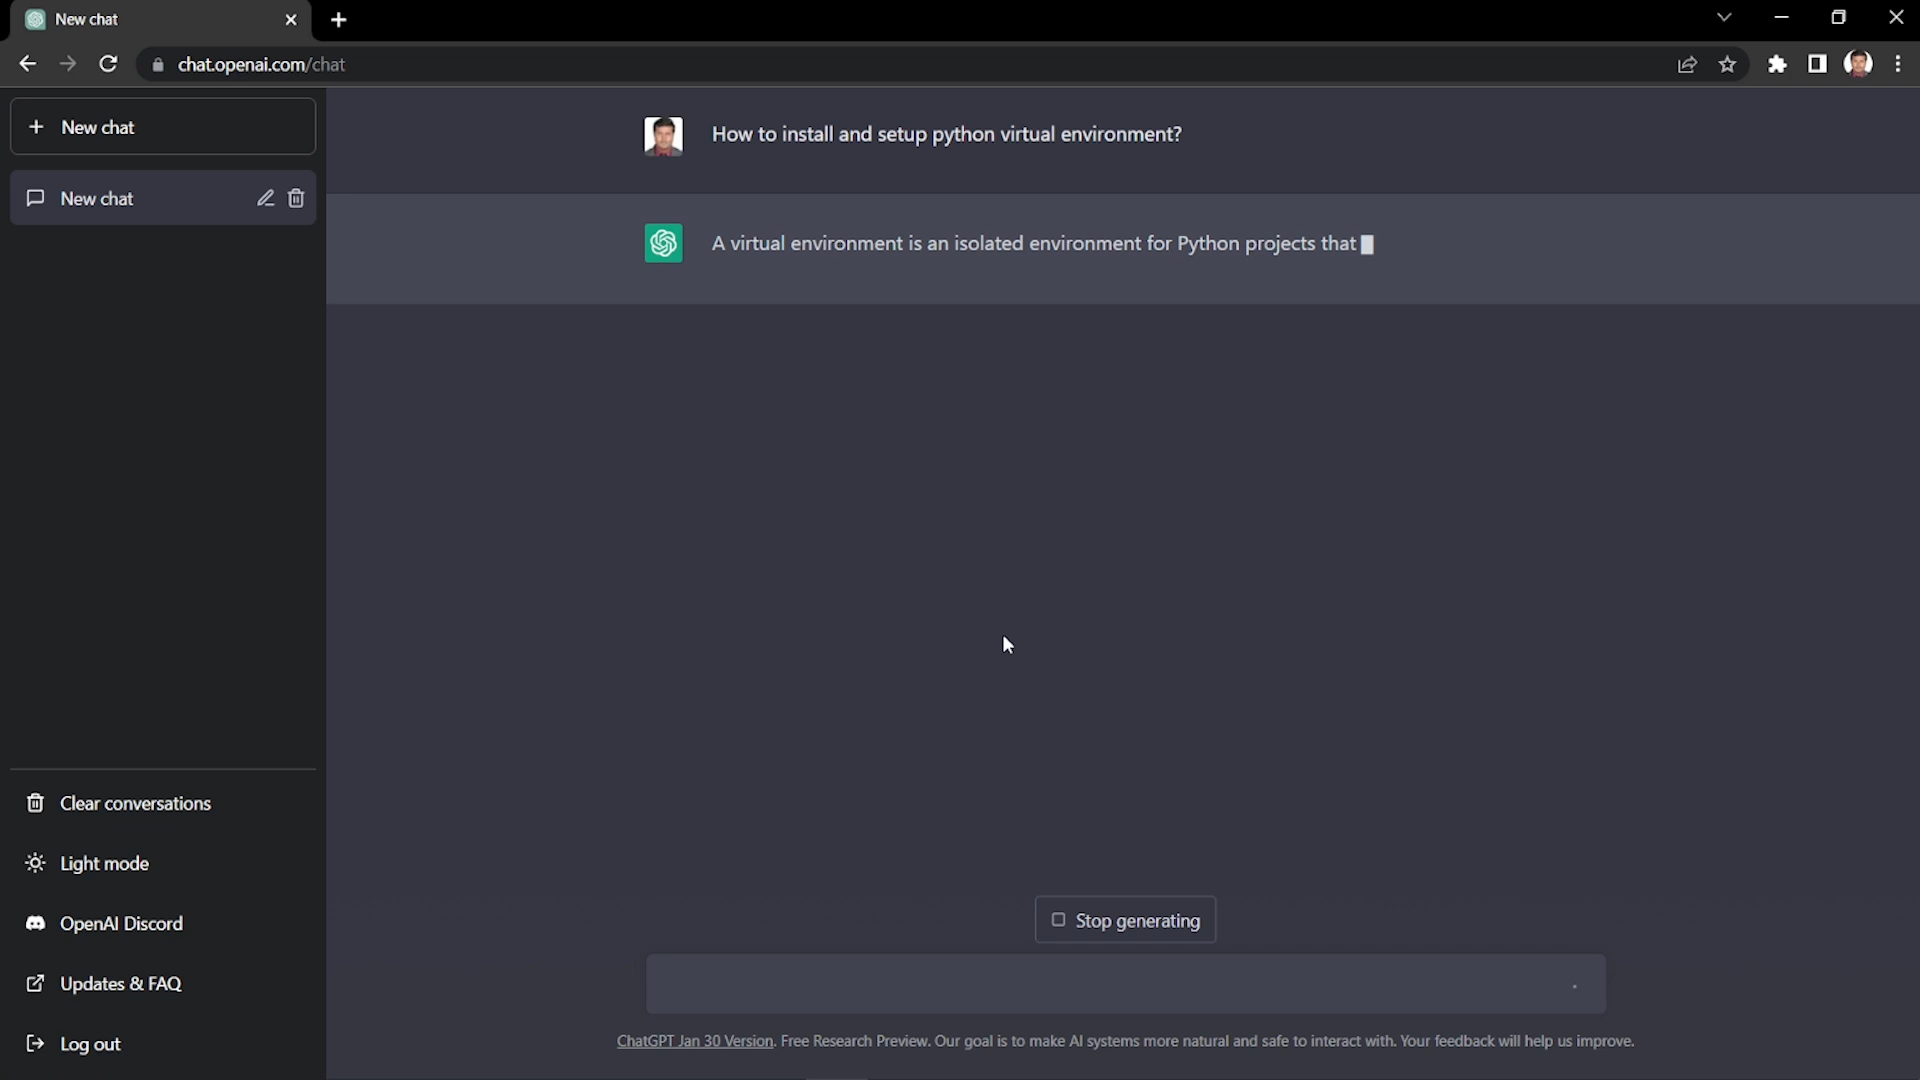 New chat
chat.openai.com/chat
New chat
New chat
How to install and setup python virtual environment?
A virtual environment is an isolated environment for Python projects that
Clear conversations
Light mode
OpenAI Discord
Updates & FAQ
Log out
Stop generating
ChatGPT Jan 30 Version. Free Research Preview. Our goal is to make AI systems more natural and safe to interact with. Your feedback will help us improve.